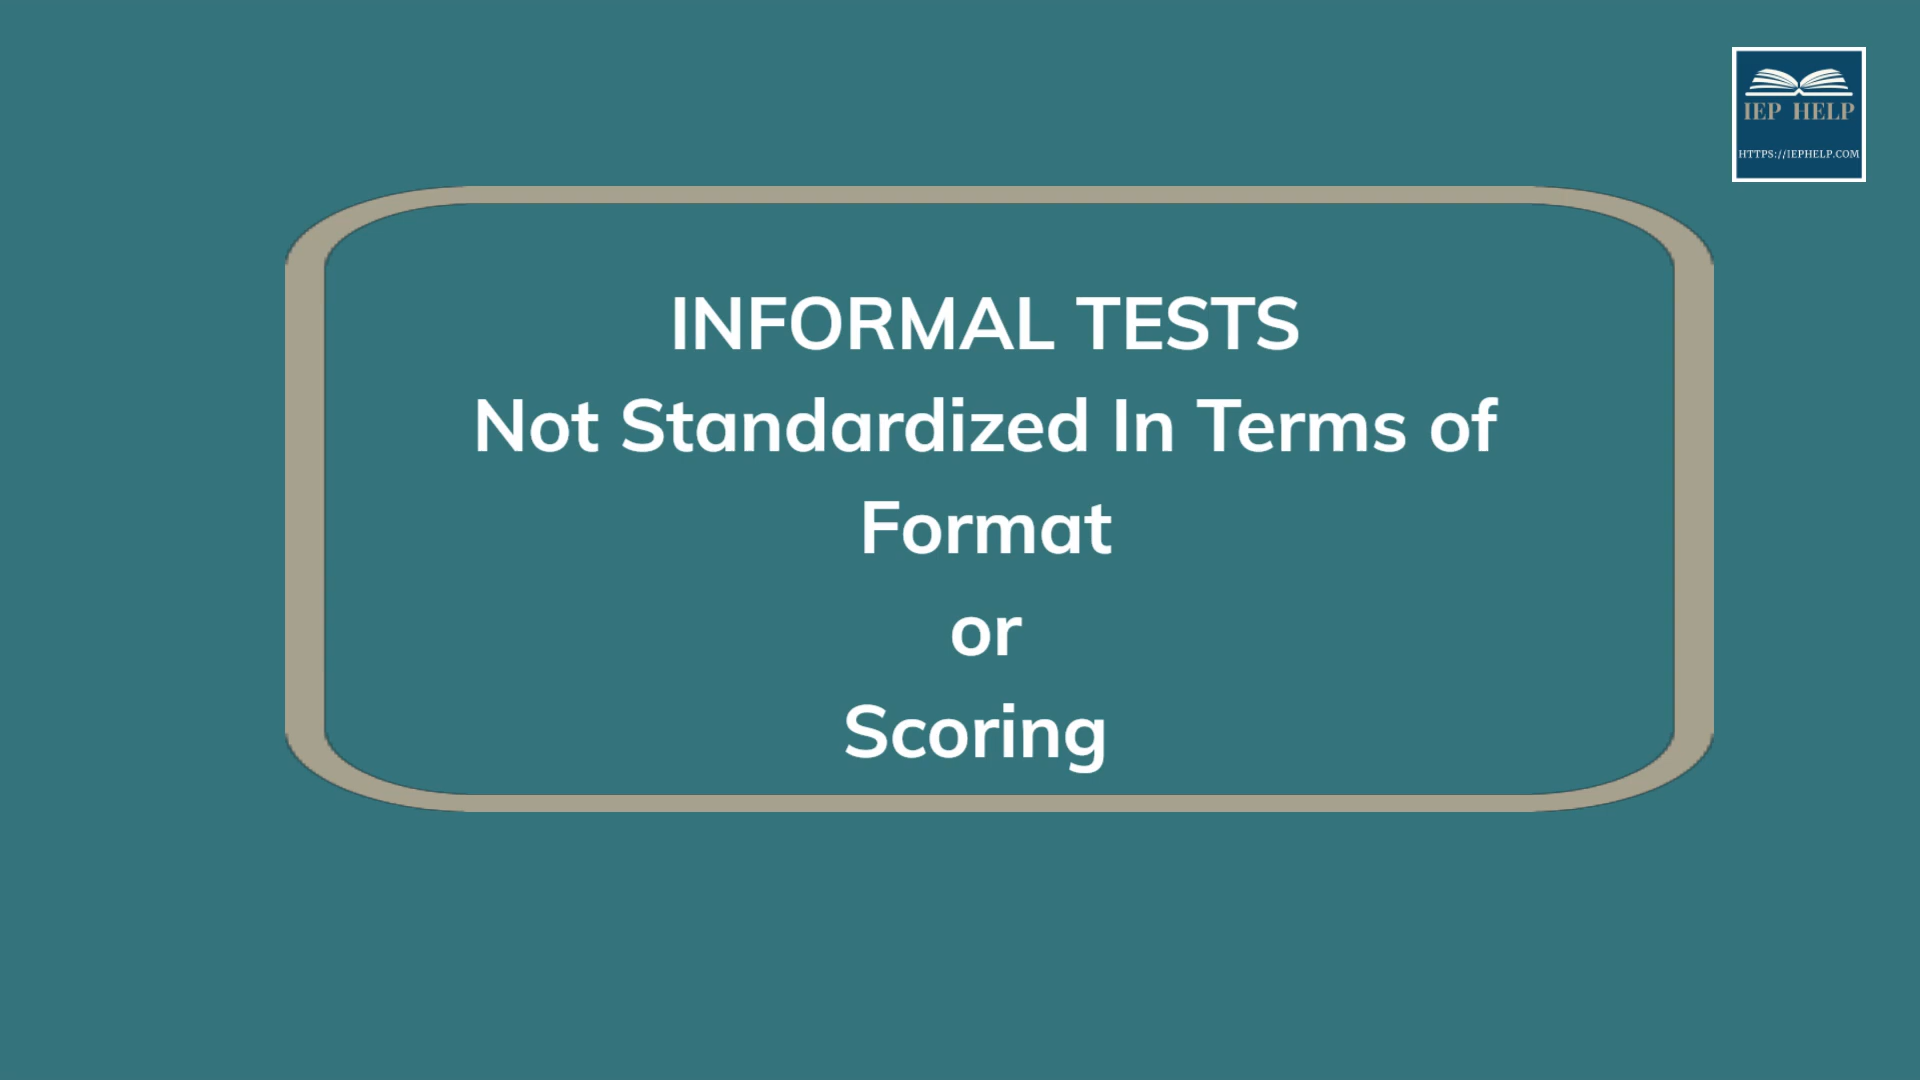 IEP HELP
HTTPS://IEPHELP.COM
INFORMAL TESTS
Not Standardized In Terms of
Format
or
Scoring